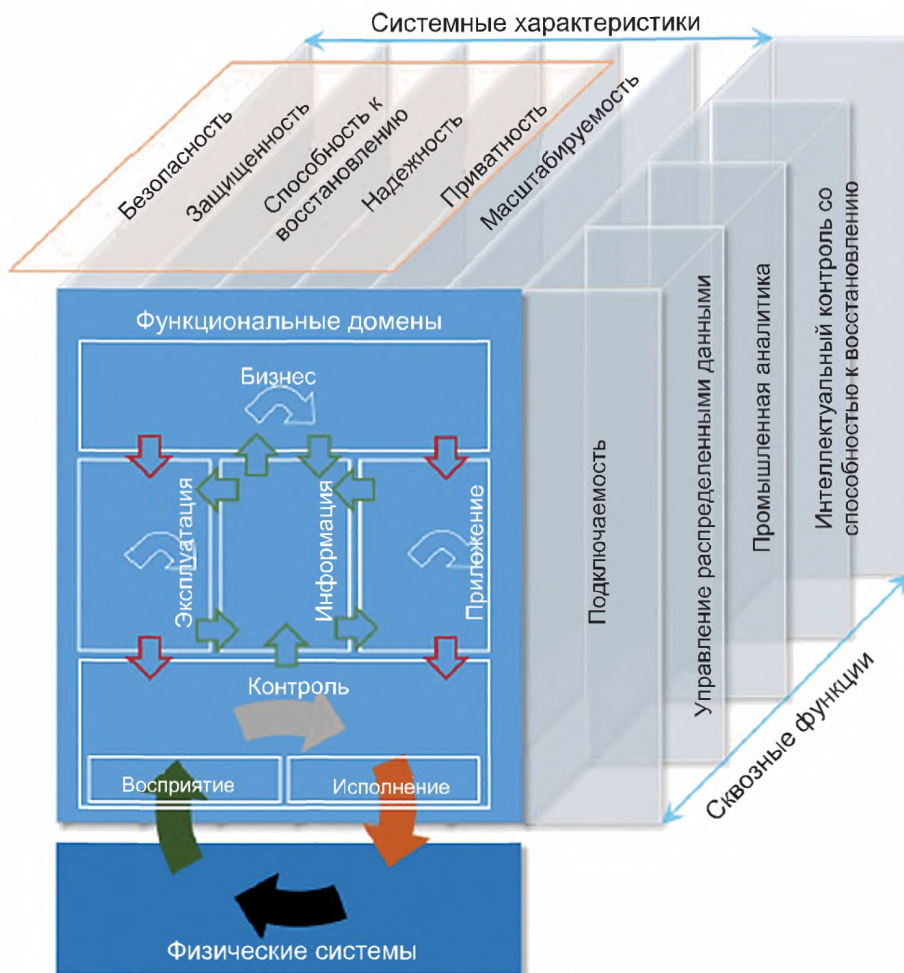 Системные характеристики
Безопасность
Защищенность
Способность к
восстановлению
Надежность
Приватность
Масштабируемость
Функциональные домены
Бизнес
Эксплуатация
Информация
Приложение
Контроль
Восприятие
Исполнение
Физические системы
Подключаемость
Управление распределенными данными
Промышленная аналитика
Интеллектуальный контроль со
способностью к восстановлению
Сквозные функции